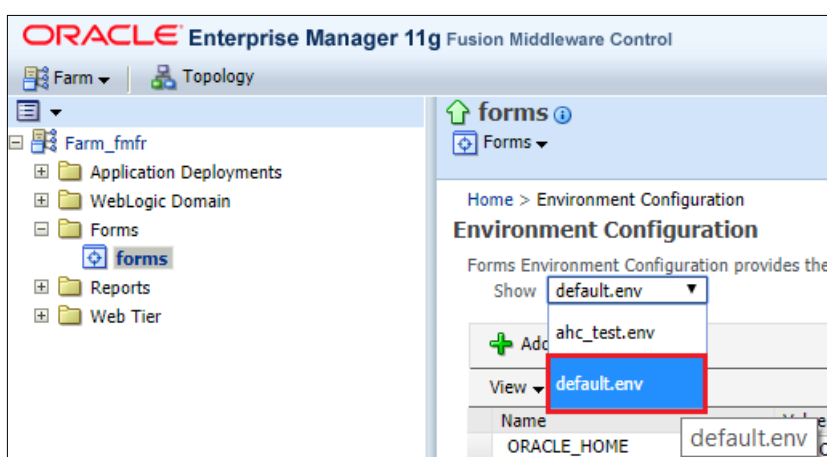 ORACLE Enterprise Manager 11g Fusion Middleware Control
Farm
Topology
Farm_fmfr
Application Deployments
WebLogic Domain
Forms
forms
Reports
Web Tier
forms
Forms
Home > Environment Configuration
Environment Configuration
Forms Environment Configuration provides the
Show default.env
ahc_test.env
default.env
Add
View
Name
ORACLE_HOME
default.env